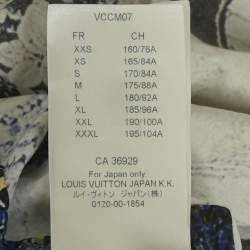 VCCM07
FR CH
XXS 160/76A
XS 165/84A
S 170/84A
M 175/88A
L 180/92A
XL 185/96A
XXL 190/100A
XXXL 195/104A
CA 36929
For Japan only:
LOUIS VUITTON JAPAN K.K.
ルイ・ヴィトン ジャパン(株)
0120-00-1854